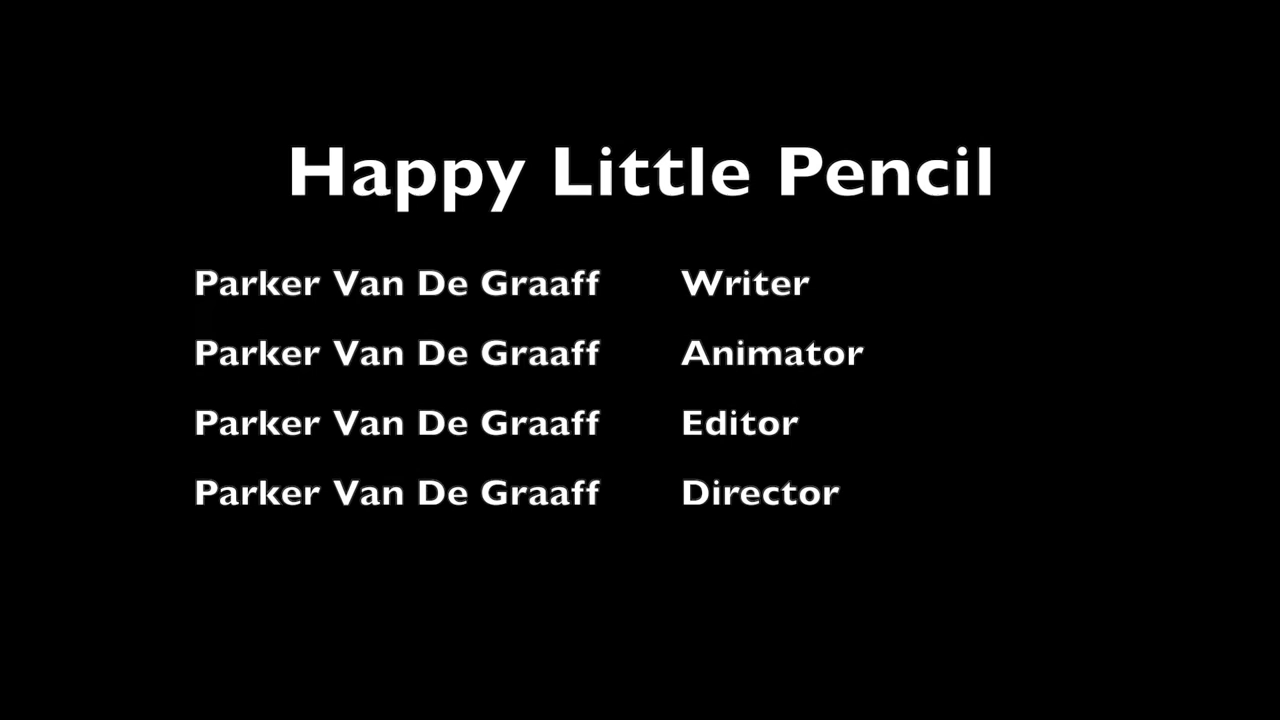 Happy Little Pencil
Parker Van De Graaff Writer
Parker Van De Graaff Animator
Parker Van De Graaff Editor
Parker Van De Graaff Director